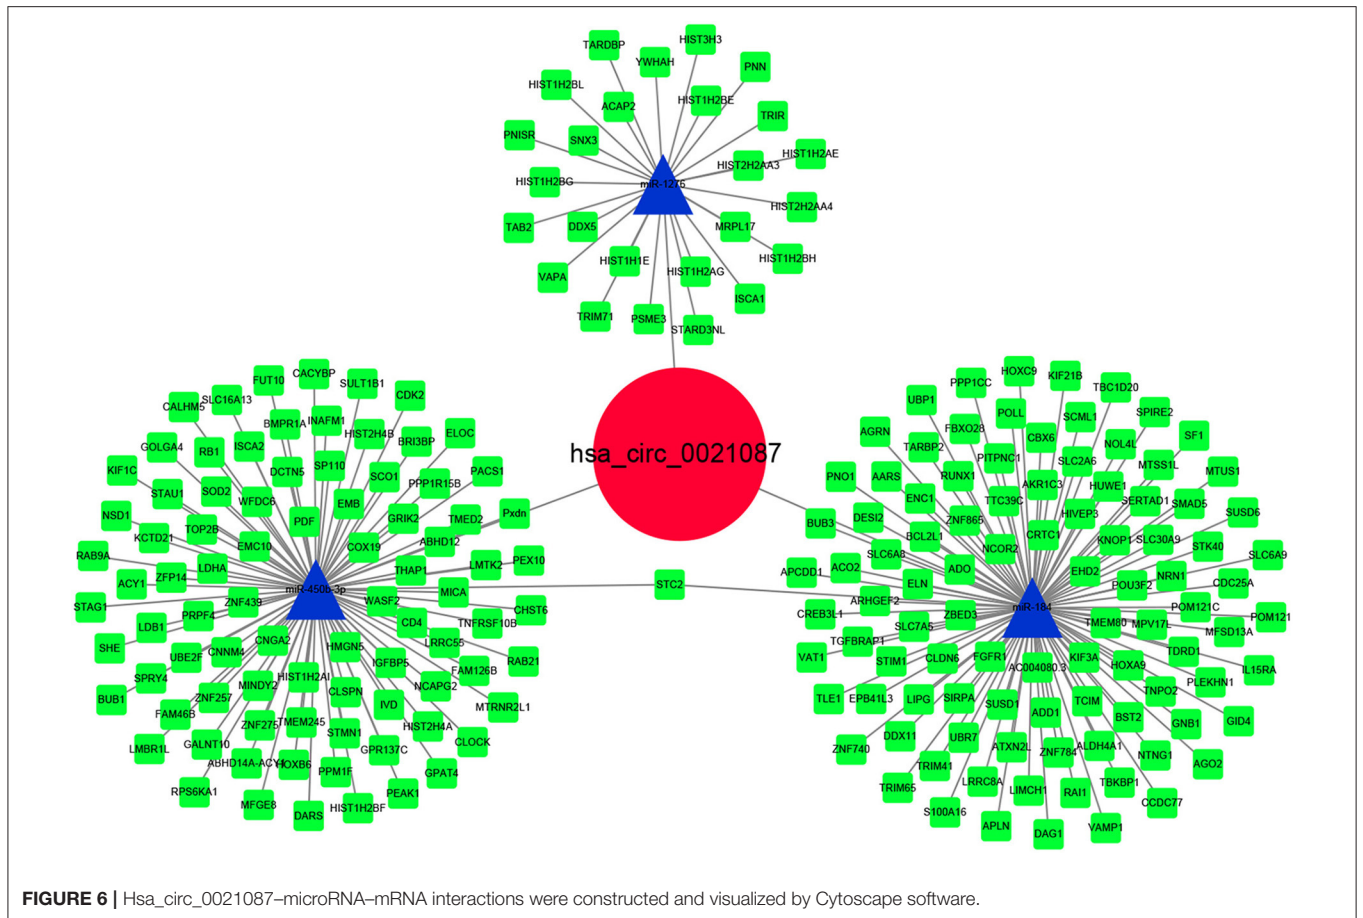 HIST3H3
TARDBP
YWHAH
PNN
HIST1H2BL
HIST1H2BE
ACAP2
TRIR
PNISR
SNX3
HIST1H2AE
HIST2H2AA3
HIST1H2BG
miR-1276
HIST2H2AA4
TAB2
DDX5
MRPL17
HIST1H2BH
HIST1H1E
HIST1H2AG
VAPA
ISCA1
TRIM71
PSME3
STARD3NL
hsa_circ_0021087
CACYBP
FUT10
SULT1B1
CDK2
SLC16A13
CALHM5
BMPR1A
INAFM1
HIST2H4B
BRI3BP
ELOC
GOLGA4
RB1
ISCA2
DCTN5
SP110
SCO1
PACS1
KIF1C
STAU1
SOD2
WFDC6
EMB
PPP1R15B
NSD1
TOP2B
PDF
GRIK2
TMED2
Pxdn
KCTD21
EMC10
COX19
ABHD12
RAB9A
LDHA
THAP1
LMTK2
PEX10
ACY1
ZFP14
miR-450b-3p
MICA
STC2
STAG1
ZNF439
WASF2
CHST6
LDB1
PRPF4
CD4
TNFRSF10B
SHE
UBE2F
CNNM4
CNGA2
HMGN5
LRRC55
RAB21
SPRY4
IGFBP5
FAM126B
BUB1
ZNF257
MINDY2
HIST1H2AI
CLSPN
NCAPG2
MTRNR2L1
FAM46B
IVD
ZNF275
TMEM245
STMN1
HIST2H4A
CLOCK
LMBR1L
GALNT10
GPR137C
ABHD14A-ACY1
HOXB6
PPM1F
GPAT4
RPS6KA1
PEAK1
MFGE8
DARS
HIST1H2BF
HOXC9
PPP1CC
KIF21B
TBC1D20
UBP1
POLL
SCML1
SPIRE2
AGRN
FBXO28
CBX6
NOL4L
SF1
TARBP2
PITPNC1
SLC2A6
MTSS1L
MTUS1
PNO1
AARS
RUNX1
AKR1C3
HUWE1
ENC1
TTC39C
SERTAD1
SMAD5
SUSD6
BUB3
DESI2
ZNF865
HIVEP3
BCL2L1
CRTC1
KNOP1
SLC30A9
STK40
SLC6A8
NCOR2
SLC6A9
APCDD1
ACO2
ADO
EHD2
NRN1
ELN
POU3F2
CDC25A
CREB3L1
ARHGEF2
ZBED3
miR-184
POM121C
POM121
SLC7A5
TMEM80
MPV17L
MFSD13A
VAT1
TGFBRAP1
STIM1
CLDN6
FGFR1
AC004080.3
KIF3A
HOXA9
TDRD1
IL15RA
TLE1
EPB41L3
LIPG
SIRPA
SUSD1
TCIM
TNPO2
PLEKHN1
ADD1
BST2
GNB1
GID4
ZNF740
DDX11
UBR7
ATXN2L
ZNF784
ALDH4A1
NTNG1
AGO2
TRIM41
TBKBP1
TRIM65
LRRC8A
LIMCH1
RAI1
CCDC77
S100A16
APLN
DAG1
VAMP1
FIGURE 6 | Hsa_circ_0021087–microRNA–mRNA interactions were constructed and visualized by Cytoscape software.